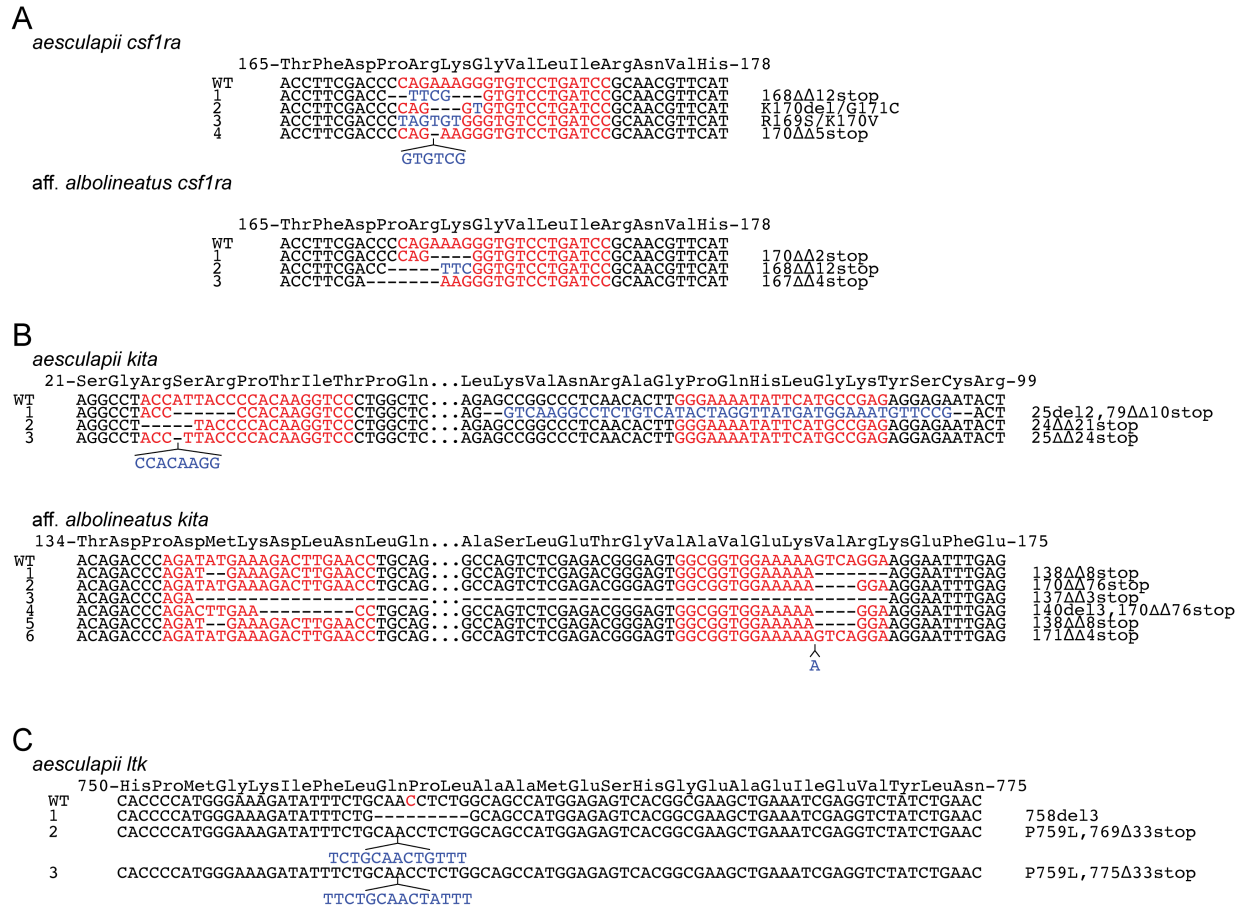 A
aesculapii csf1ra
165-ThrPheAspProArgLysGlyValLeuIleArgAsnValHis-178
WT ACCTTCGACCCCAGAAAGGGTGTCCTGATCCGCAACGTTCAT
1 ACCTTCGACC--TTCG---GTGTCCTGATCCGCAACGTTCAT 168ΔΔ12stop
2 ACCTTCGACCCCAG---GTGTGTCCTGATCCGCAACGTTCAT K170del/G171C
3 ACCTTCGACCCTAGTGTGGGTGTCCTGATCCGCAACGTTCAT R169S/K170V
4 ACCTTCGACCCCAG-AAGGGTGTCCTGATCCGCAACGTTCAT 170ΔΔ5stop
GTGTCG
aff. albolineatus csf1ra
165-ThrPheAspProArgLysGlyValLeuIleArgAsnValHis-178
WT ACCTTCGACCCCAGAAAGGGTGTCCTGATCCGCAACGTTCAT
1 ACCTTCGACCCCAG----GGTGTCCTGATCCGCAACGTTCAT 170ΔΔ2stop
2 ACCTTCGACC-----TTCGGTGTCCTGATCCGCAACGTTCAT 168ΔΔ12stop
3 ACCTTCGA-------AAGGGTGTCCTGATCCGCAACGTTCAT 167ΔΔ4stop
B
aesculapii kita
21-SerGlyArgSerArgProThrIleThrProGln...LeuLysValAsnArgAlaGlyProGlnHisLeuGlyLysTyrSerCysArg-99
WT AGGCCTACCATTACCCCACAAGGTCCCCTGGCTC...AGAGCCGGCCCTCAACACTTGGGAAAATATTCATGCCGAGAGGAGAATACT
1 AGGCCTACC------CCACAAGGTCCCCTGGCTC...AG--GTCAAGGCCTCTGTCATACTAGGTTATGATGGAAATGTTCCG--ACT 25del2,79ΔΔ10stop
2 AGGCCT-----TACCCCACAAGGTCCCCTGGCTC...AGAGCCGGCCCTCAACACTTGGGAAAATATTCATGCCGAGAGGAGAATACT 24ΔΔ21stop
3 AGGCCTACC-TTACCCCACAAGGTCCCCTGGCTC...AGAGCCGGCCCTCAACACTTGGGAAAATATTCATGCCGAGAGGAGAATACT 25ΔΔ24stop
CCACAAGG
aff. albolineatus kita
134-ThrAspProAspMetLysAspLeuAsnLeuGln...AlaSerLeuGluThrGlyValAlaValGluLysValArgLysGluPheGlu-175
WT ACAGACCCAGATATGAAAGACTTGAACCTGCAG...GCCAGTCTCGAGACGGGAGTGGCGGTGGAAAAAGTCAGGAAGGAATTTGAG
1 ACAGACCCAGAT--GAAAGACTTGAACCTGCAG...GCCAGTCTCGAGACGGGAGTGGCGGTGGAAAAA-------AGGAATTTGAG 138ΔΔ8stop
2 ACAGACCCAGATATGAAAGACTTGAACCTGCAG...GCCAGTCTCGAGACGGGAGTGGCGGTGGAAAAA----GGAAGGAATTTGAG 170ΔΔ76stop
3 ACAGACCCAGA-----------------------------------------------------------------AGGAATTTGAG 137ΔΔ3stop
4 ACAGACCCAGACTTGAA---------CCTGCAG...GCCAGTCTCGAGACGGGAGTGGCGGTGGAAAAA----GGAAGGAATTTGAG 140del3,170ΔΔ76stop
5 ACAGACCCAGAT--GAAAGACTTGAACCTGCAG...GCCAGTCTCGAGACGGGAGTGGCGGTGGAAAAA----GGAAGGAATTTGAG 138ΔΔ8stop
6 ACAGACCCAGATATGAAAGACTTGAACCTGCAG...GCCAGTCTCGAGACGGGAGTGGCGGTGGAAAAAGTCAGGAAGGAATTTGAG 171ΔΔ4stop
A
C
aesculapii ltk
750-HisProMetGlyLysIlePheLeuGlnProLeuAlaAlaMetGluSerHisGlyGluAlaGluIleGluValTyrLeuAsn-775
WT CACCCCATGGGAAAGATATTTCTGCAACCTCTGGCAGCCATGGAGAGTCACGGCGAAGCTGAAATCGAGGTCTATCTGAAC
1 CACCCCATGGGAAAGATATTTCTG---------GCAGCCATGGAGAGTCACGGCGAAGCTGAAATCGAGGTCTATCTGAAC 758del3
2 CACCCCATGGGAAAGATATTTCTGCAACCTCTGGCAGCCATGGAGAGTCACGGCGAAGCTGAAATCGAGGTCTATCTGAAC P759L,769Δ33stop
TCTGCAACTGTTT
3 CACCCCATGGGAAAGATATTTCTGCAACCTCTGGCAGCCATGGAGAGTCACGGCGAAGCTGAAATCGAGGTCTATCTGAAC P759L,775Δ33stop
TTCTGCAACTATTT